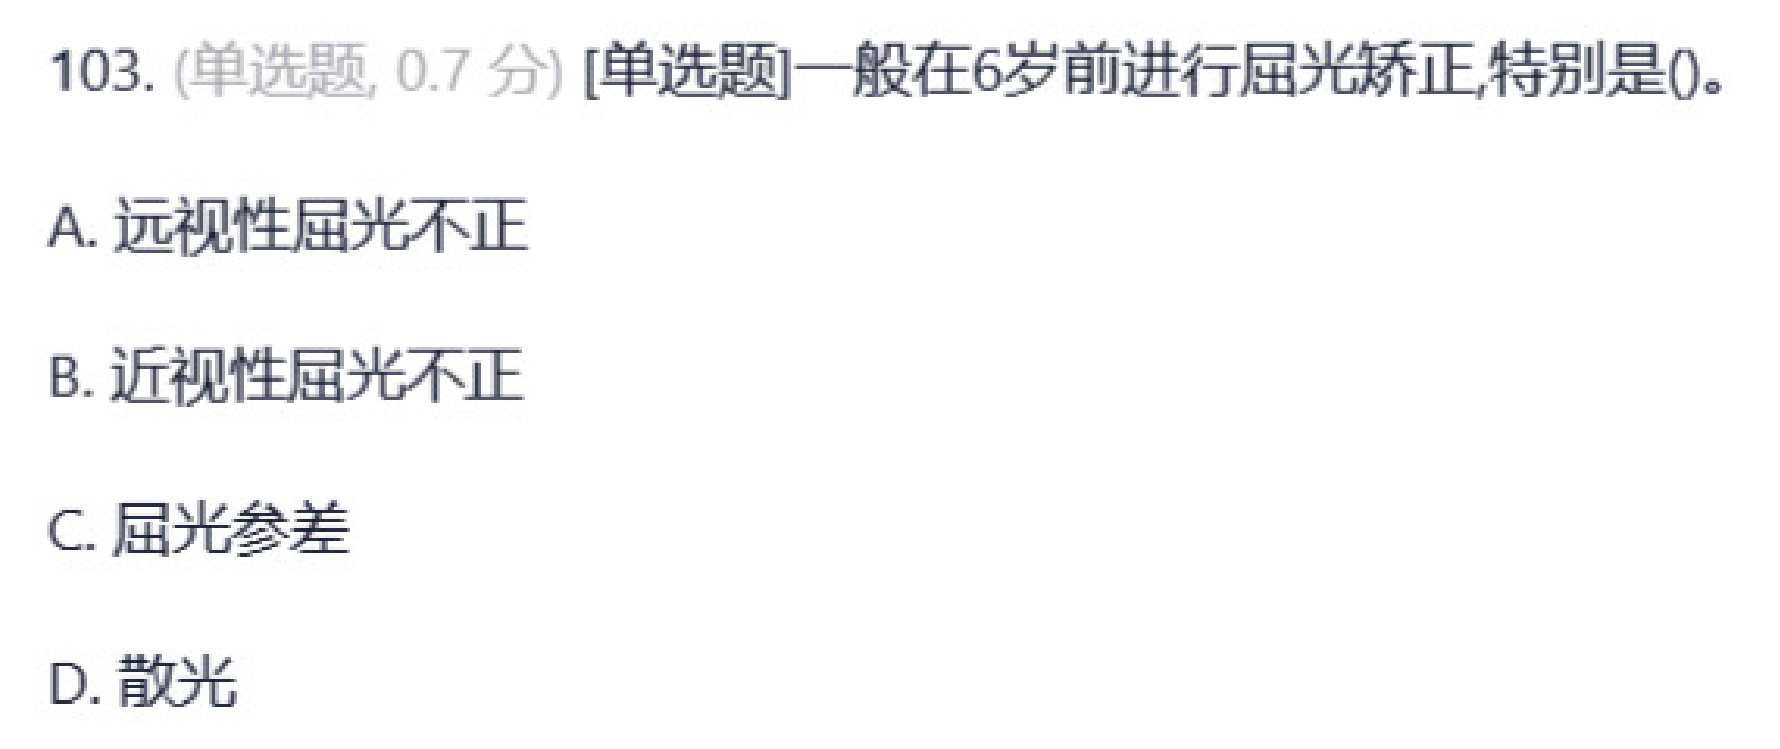 103. (单选题, 0.7 分) [单选题]一般在6岁前进行屈光矫正,特别是()。
A. 远视性屈光不正
B. 近视性屈光不正
C. 屈光参差
D. 散光